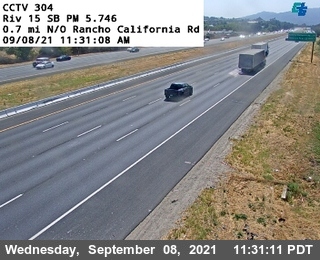 CCTV 304
Riv 15 SB PM 5.746
0.7 mi N/O Rancho California Rd
09/08/21 11:31:08 AM
Wednesday, September 08, 2021 11:31:11 PDT